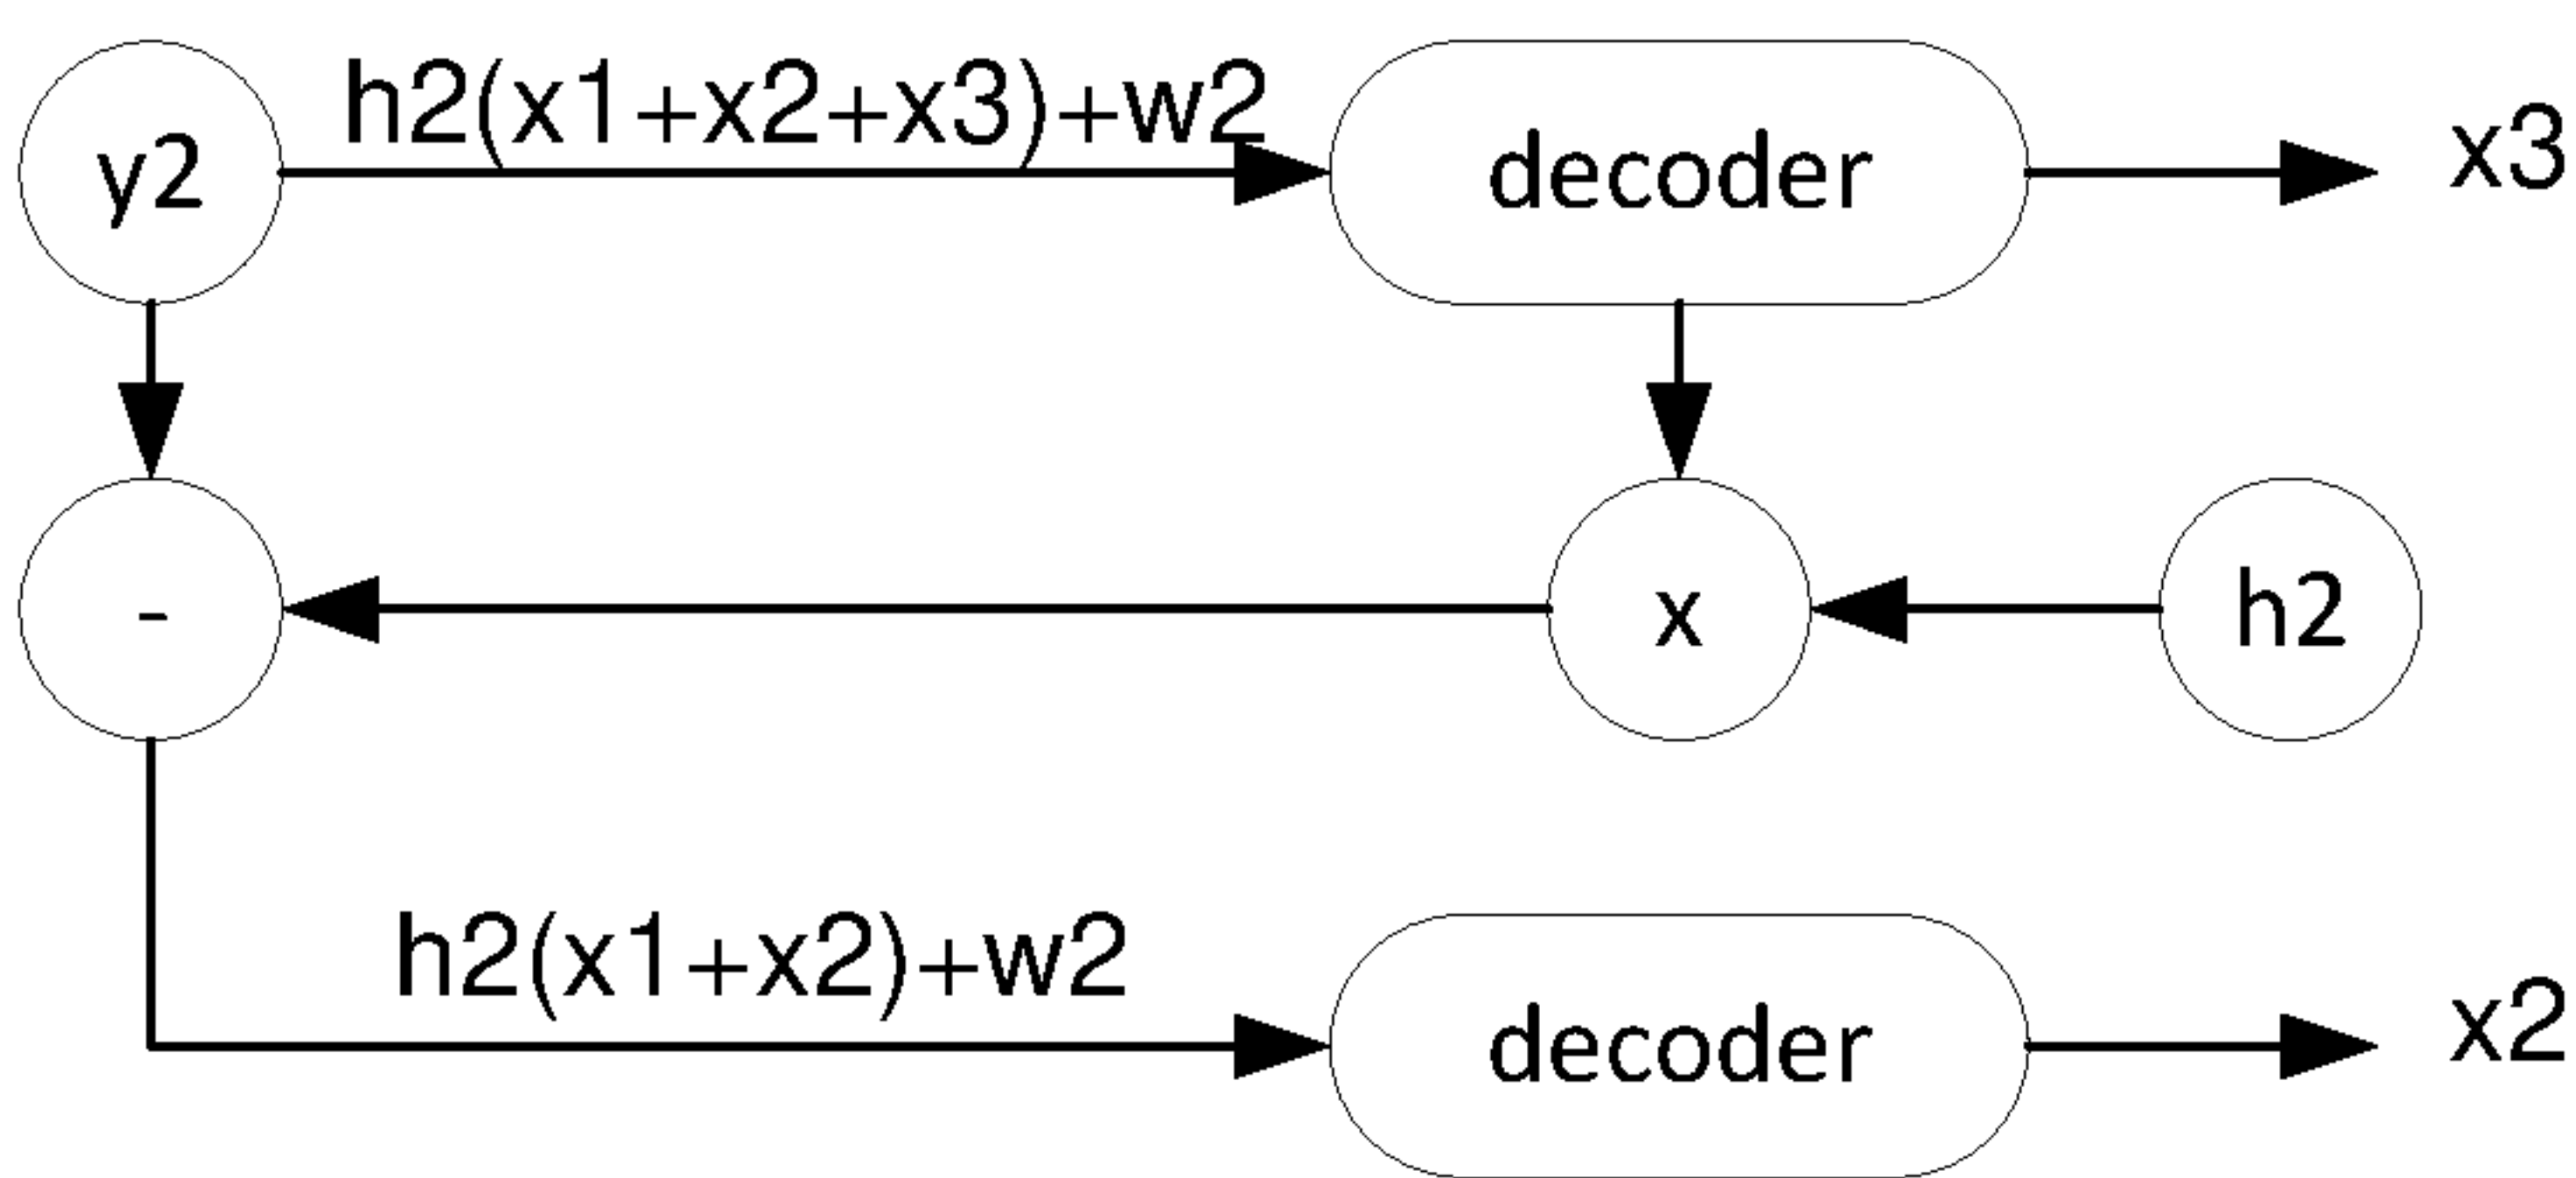 y2
h2(x1+x2+x3)+w2
decoder
x3
-
x
h2
h2(x1+x2)+w2
decoder
x2